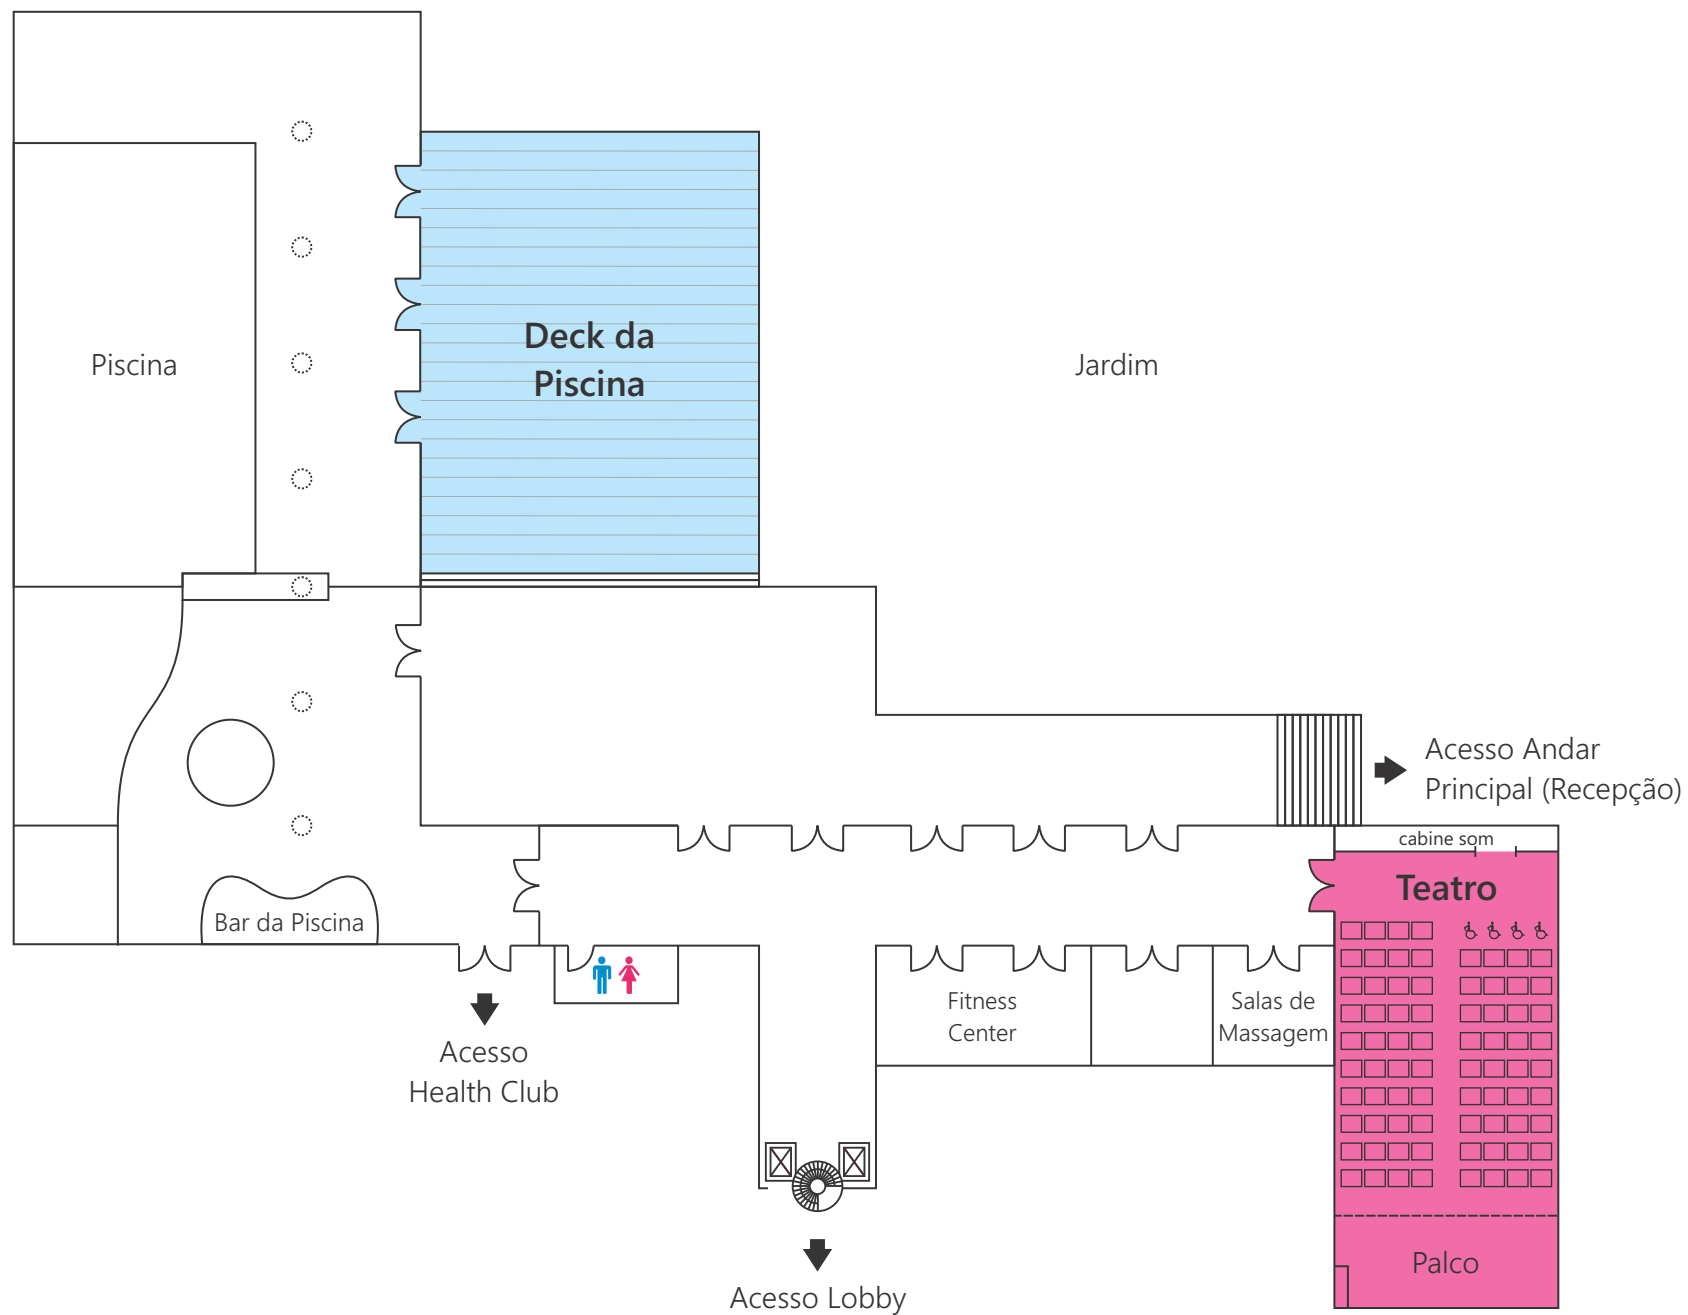 Deck da
Piscina
Piscina
Jardim
Acesso Andar
Principal (Recepção)
cabine som
Teatro
Bar da Piscina
Fitness
Center
Salas de
Massagem
Acesso
Health Club
Palco
Acesso Lobby